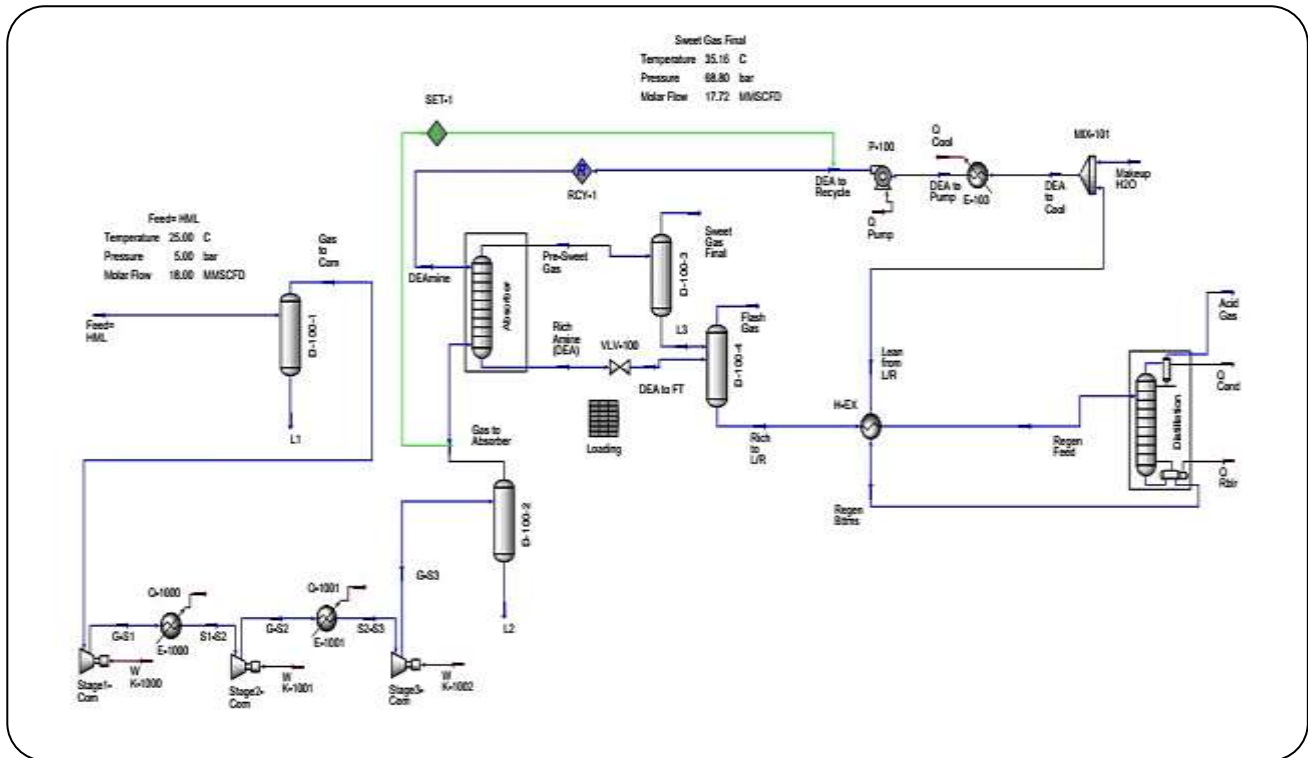 Sweet Gas Final
Temperature 35.16 C
Pressure 68.80 bar
Molar Flow 17.72 MMSCFD
SET-1
Q
Cool
P-100
MIX-101
RCY-1
DEA to
Recycle
DEA to
Pump
E-103
DEA
to
Cool
Makeup
H2O
Q
Pump
Feed= HML
Temperature 25.00 C
Pressure 5.00 bar
Molar Flow 18.00 MMSCFD
Gas
to
Com
Sweet
Gas
Final
DEAmine
Pre-Sweet
Gas
D-100-3
Absorber
Feed=
HML
D-100-1
L1
Rich
Amine
(DEA)
VLV-100
L3
Flash
Gas
DEA to FT
Loading
Gas to
Absorber
Rich
to
L/R
H-EX
Lean
from
L/R
Regen
Feed
Regen
Bttms
Acid
Gas
Q
Cond
Distillation
Q
Rblr
D-100-2
G-S3
L2
Q-1000
Q-1001
G-S1
E-1000
S1-S2
G-S2
E-1001
S2-S3
Stage1-
Com
W
K-1000
Stage2-
Com
W
K-1001
Stage3-
Com
W
K-1002